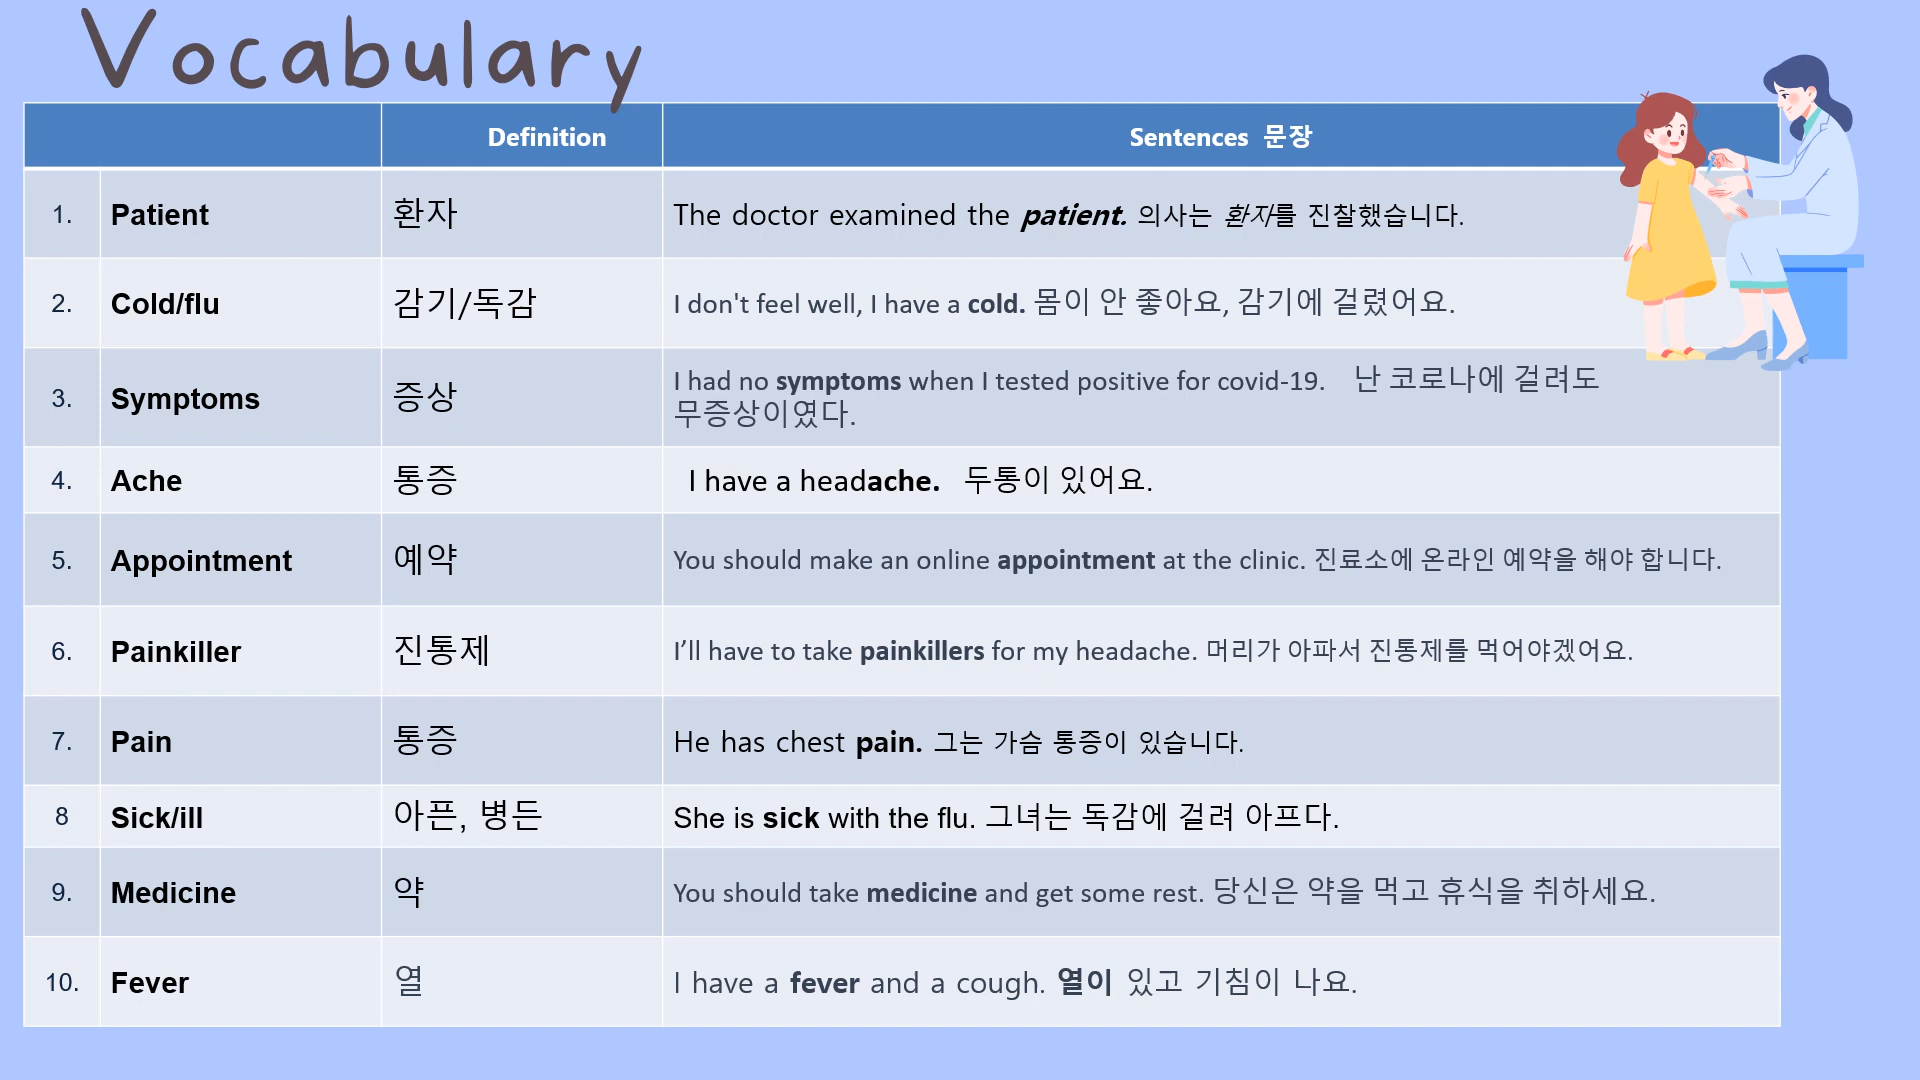 Vocabulary
Definition Sentences 문장
1. Patient 환자 The doctor examined the patient. 의사는 환자를 진찰했습니다.
2. Cold/flu 감기/독감 I don't feel well, I have a cold. 몸이 안 좋아요, 감기에 걸렸어요.
3. Symptoms 증상 I had no symptoms when I tested positive for covid-19. 난 코로나에 걸려도
무증상이였다.
4. Ache 통증 I have a headache. 두통이 있어요.
5. Appointment 예약 You should make an online appointment at the clinic. 진료소에 온라인 예약을 해야 합니다.
6. Painkiller 진통제 I’ll have to take painkillers for my headache. 머리가 아파서 진통제를 먹어야겠어요.
7. Pain 통증 He has chest pain. 그는 가슴 통증이 있습니다.
8 Sick/ill 아픈, 병든 She is sick with the flu. 그녀는 독감에 걸려 아프다.
9. Medicine 약 You should take medicine and get some rest. 당신은 약을 먹고 휴식을 취하세요.
10. Fever 열 I have a fever and a cough. 열이 있고 기침이 나요.